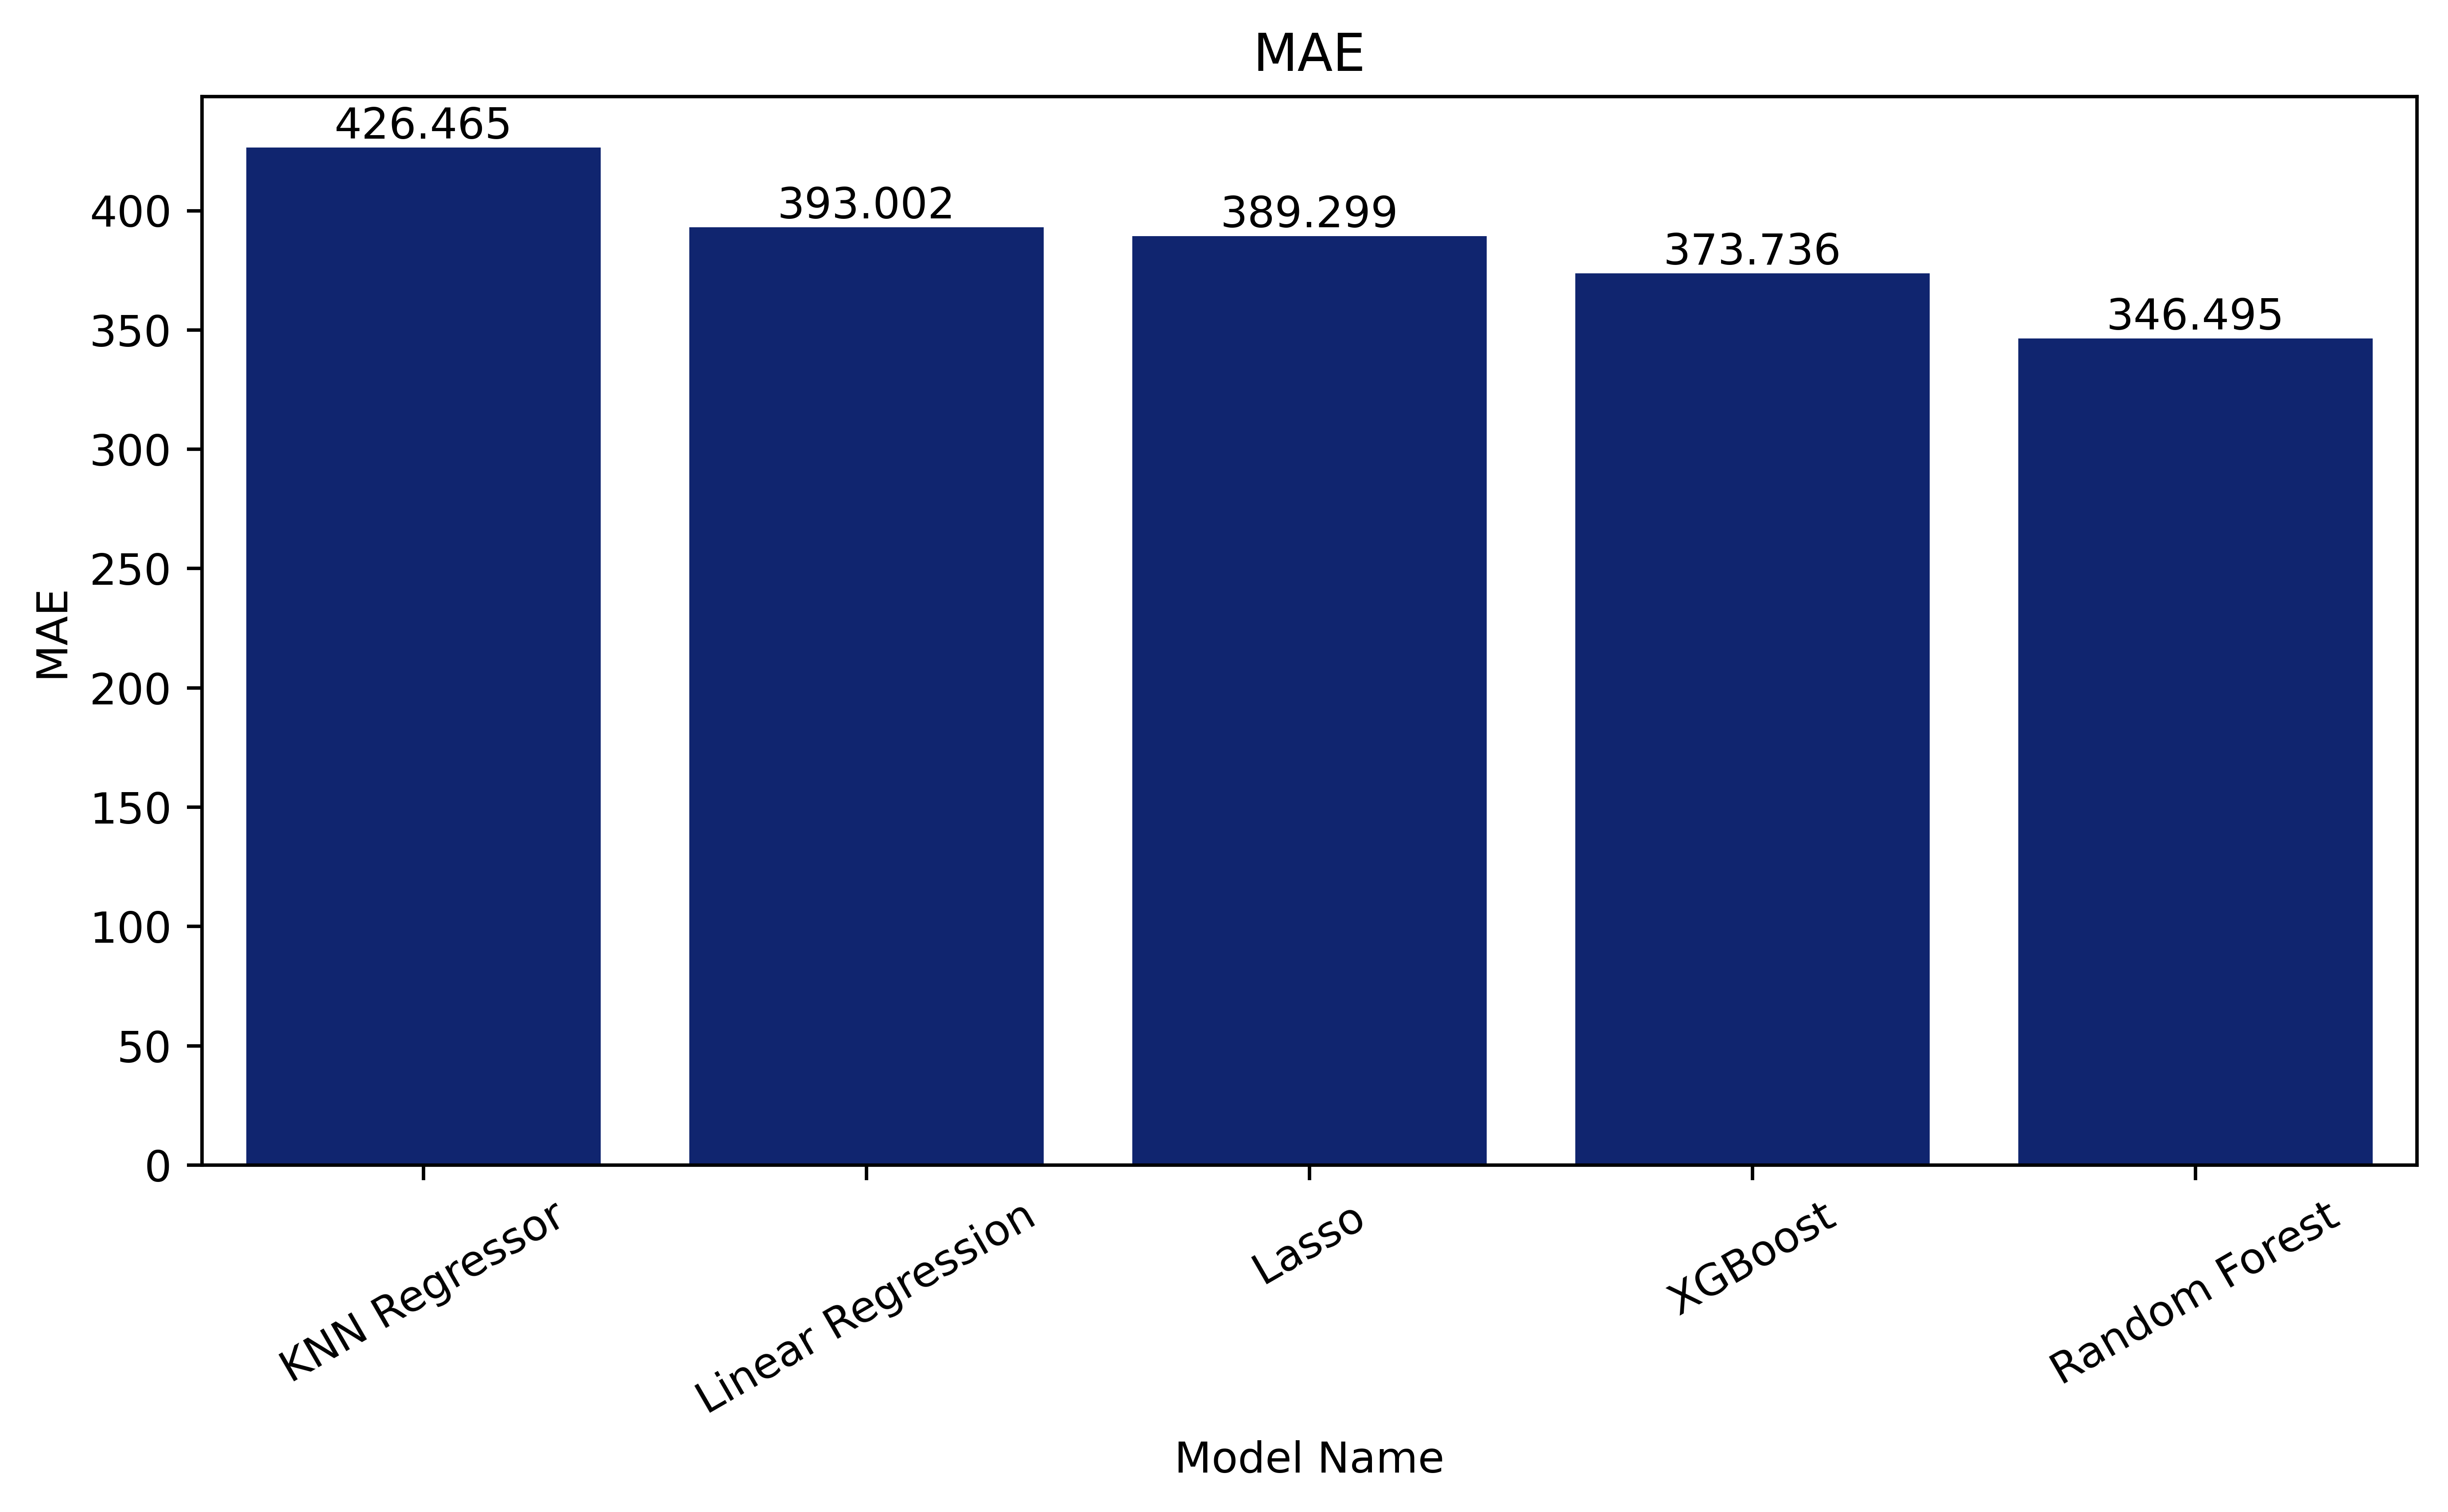 MAE
426.465
393.002
389.299
373.736
346.495
400
350
300
250
200
150
100
50
0
MAE
KNN Regressor
Linear Regression
Lasso
XGBoost
Random Forest
Model Name